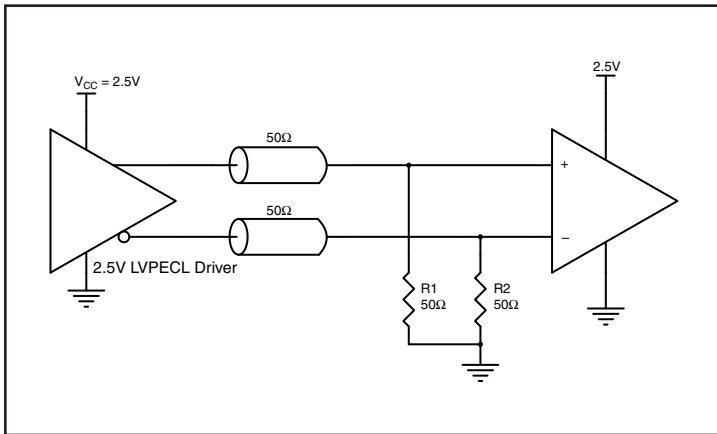 V_CC = 2.5V
2.5V
50Ω
+
50Ω
−
2.5V LVPECL Driver
R1
50Ω
R2
50Ω